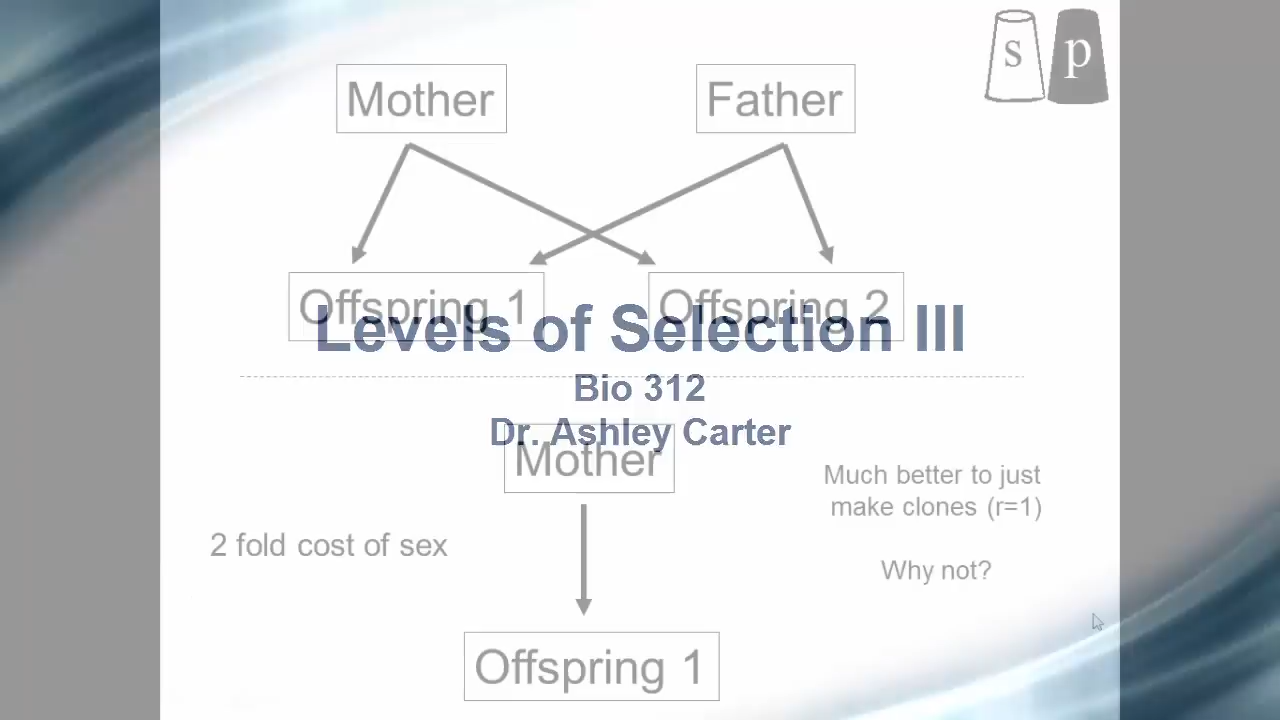 s p
Mother Father
Offspring 1 Offspring 2
Levels of Selection III
Bio 312
Dr. Ashley Carter
Mother
Much better to just
make clones (r=1)
2 fold cost of sex
Why not?
Offspring 1